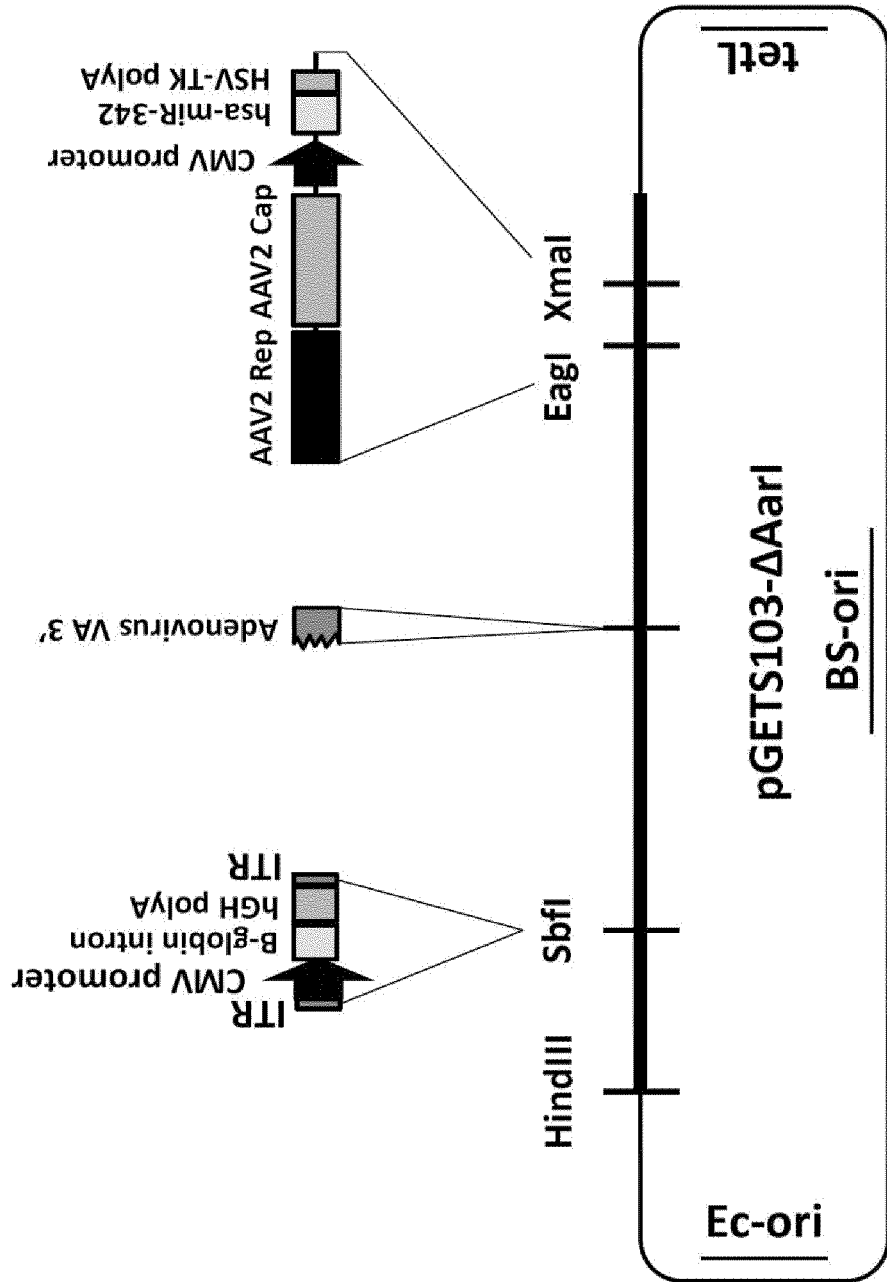 ITR
CMV promoter
B-globin intron
hGH polyA
ITR
Adenovirus VA 3'
AAV2 Rep
AAV2 Cap
CMV promoter
hsa-miR-342
HSV-TK polyA
HindIII
SbfI
EagI
XmaI
Ec-ori
pGETS103-ΔAarI
BS-ori
tetL